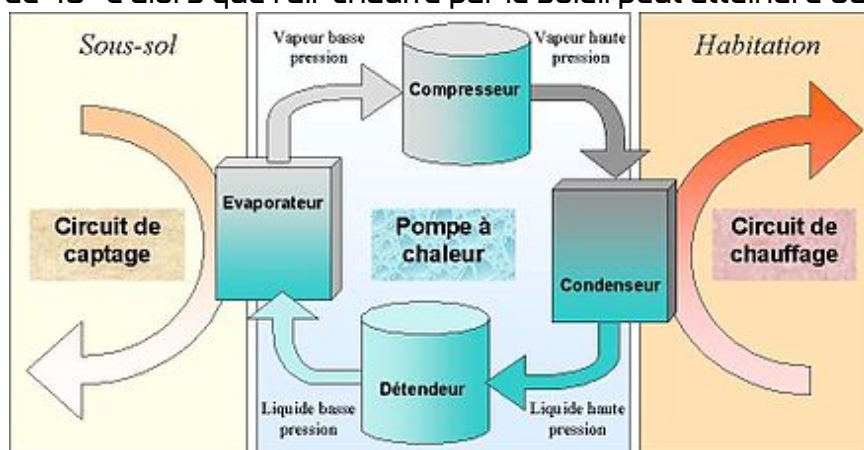 Sous-sol
Vapeur basse
pression
Compresseur
Vapeur haute
pression
Habitation
Evaporateur
Circuit de
captage
Pompe à
chaleur
Condenseur
Circuit de
chauffage
Détendeur
Liquide basse
pression
Liquide haute
pression